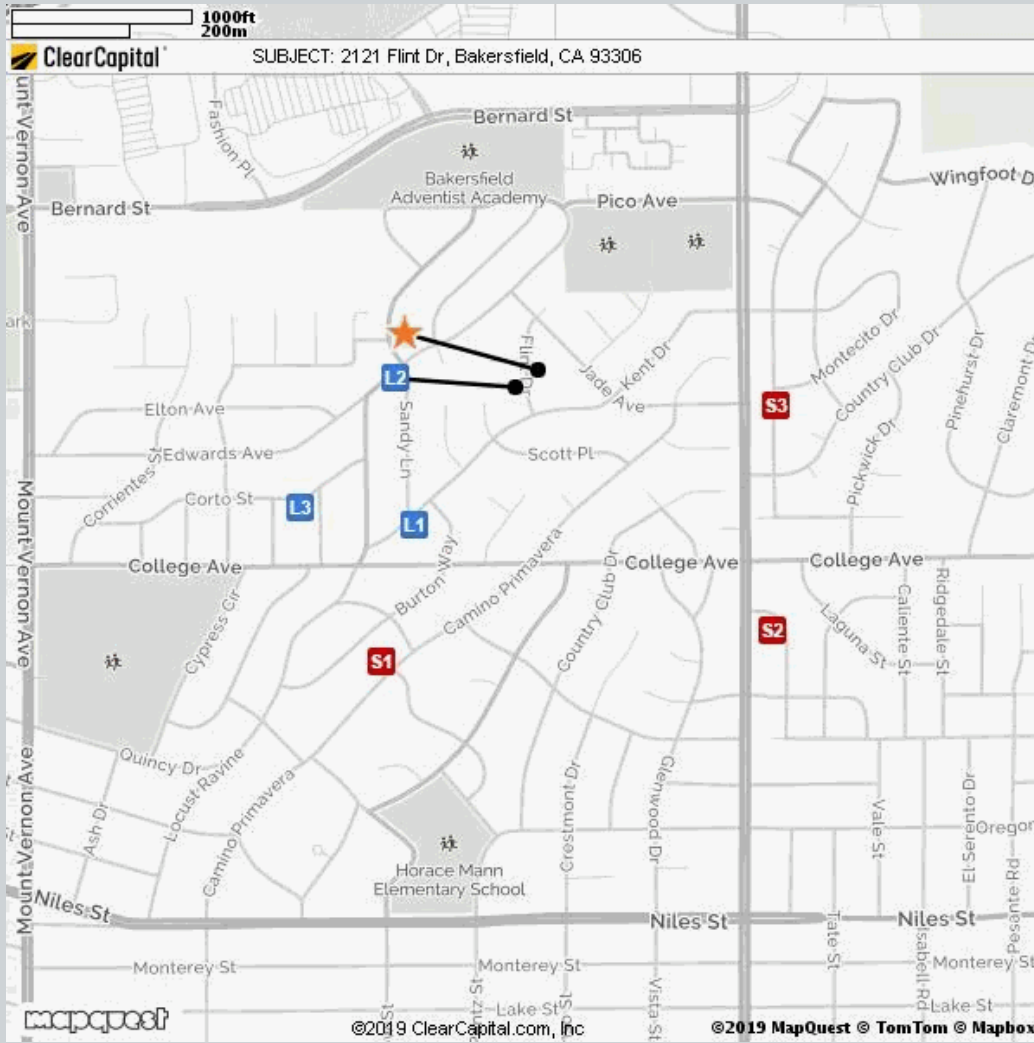 1000ft
200m
ClearCapital
SUBJECT: 2121 Flint Dr, Bakersfield, CA 93306
unt Vernon Ave
Fashion Pl
Bernard St
Bakersfield
Adventist Academy
Bernard St
Pico Ave
Wingfoot D
ark
Flint Dr
Montecito Dr
Country Club Dr
Pinehurst Dr
Claremont Dr
L2
Jade Ave
Kent Dr
S3
Elton Ave
Sandy Ln
Edwards Ave
Scott Pl
Corrientes St
Corto St
L3
L1
Pickwick Dr
Mount Vernon Ave
College Ave
College Ave
College Ave
Burton Way
Camino Primavera
Country Club Dr
Cypress Cir
Caliente St
Ridgedale St
Laguna St
S2
S1
Quincy Dr
Locust Ravine
Camino Primavera
Ash Dr
Mount Vernon Ave
Crestmont Dr
Glenwood Dr
Vale St
El Serento Dr
Oregon
Pesante Rd
Horace Mann
Elementary School
Niles St
Niles St
Niles St
Tate St
Isabell Rd
Monterey St
Monterey St
Monterey St
Vista St
Lake St
Lake St
mapquest
©2019 ClearCapital.com, Inc
©2019 MapQuest © TomTom © Mapbox